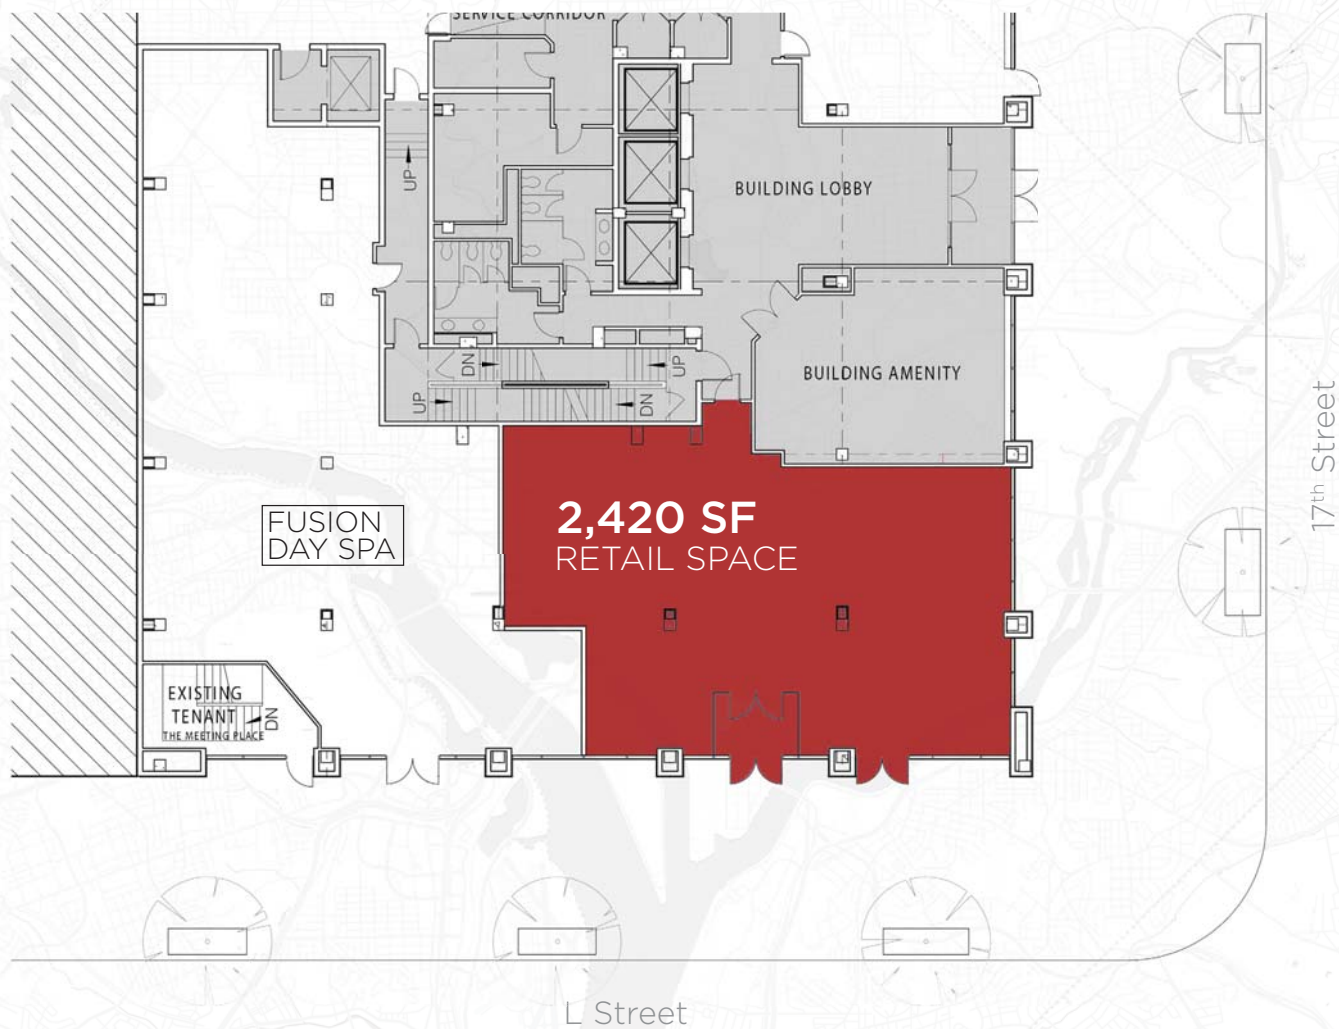 SERVICE CORRIDOR
UP
BUILDING LOBBY
DN
UP
UP
DN
BUILDING AMENITY
17th Street
2,420 SF
RETAIL SPACE
FUSION
DAY SPA
EXISTING
TENANT
DN
THE MEETING PLACE
L Street